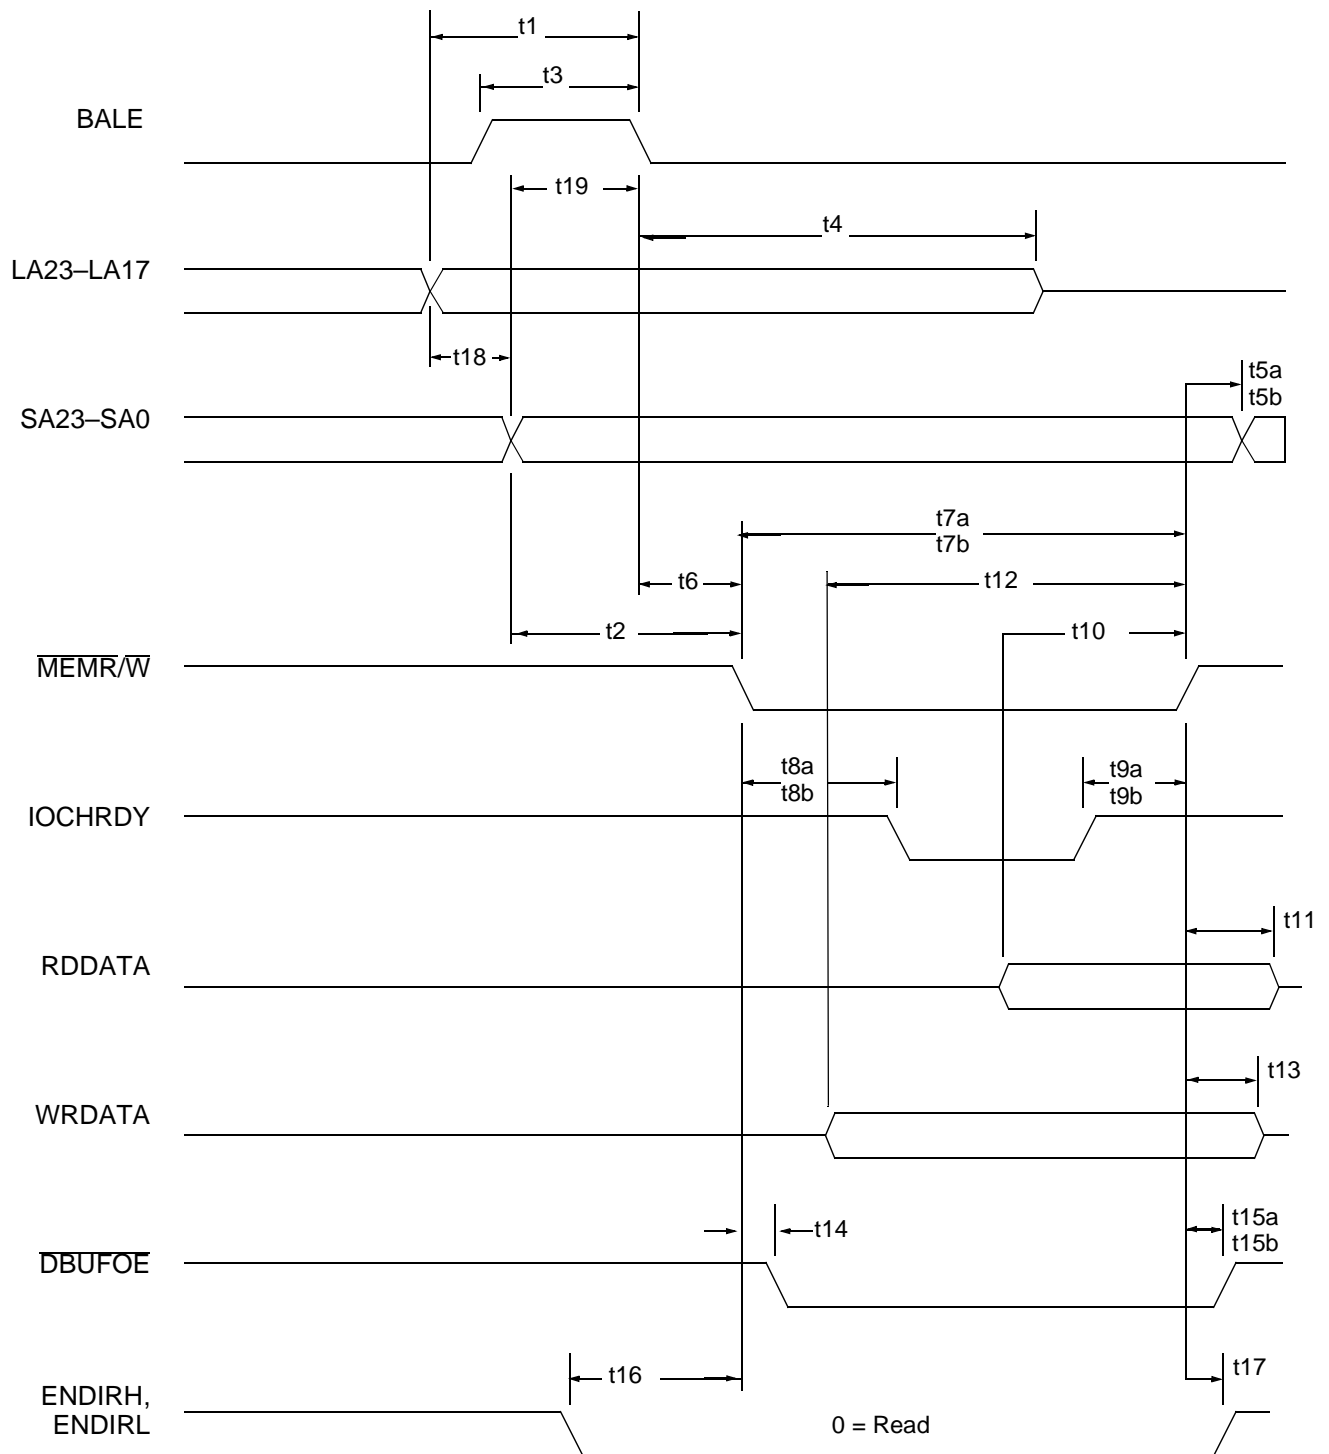 t1
t3
BALE
t19
t4
LA23–LA17
t18
t5a
t5b
SA23–SA0
t7a
t7b
t6
t12
t2
t10
MEMR/W
t8a
t8b
t9a
t9b
IOCHRDY
t11
RDDATA
t13
WRDATA
t14
t15a
t15b
DBUFOE
t16
t17
ENDIRH,
ENDIRL
0 = Read